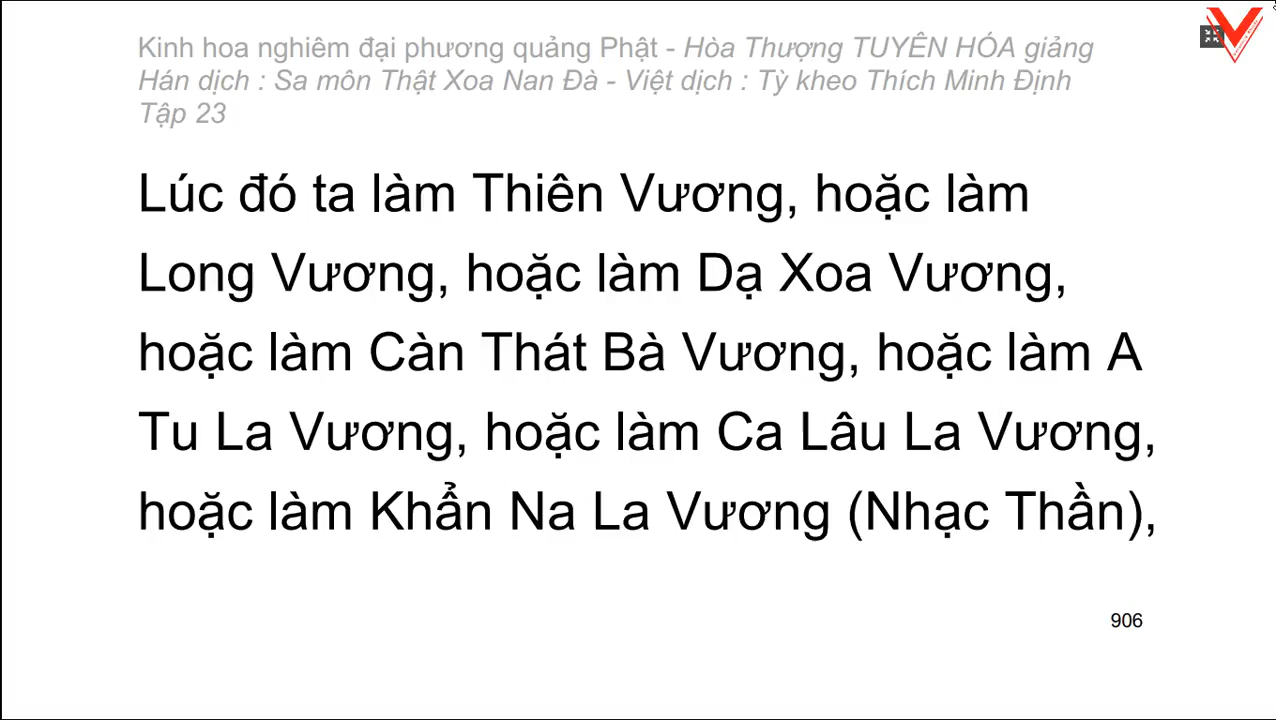 Kinh hoa nghiêm đại phương quảng Phật - Hòa Thượng TUYÊN HÓA giảng
Hán dịch : Sa môn Thật Xoa Nan Đà - Việt dịch : Tỳ kheo Thích Minh Định
Tập 23
Lúc đó ta làm Thiên Vương, hoặc làm
Long Vương, hoặc làm Dạ Xoa Vương,
hoặc làm Càn Thát Bà Vương, hoặc làm A
Tu La Vương, hoặc làm Ca Lâu La Vương,
hoặc làm Khẩn Na La Vương (Nhạc Thần),
906